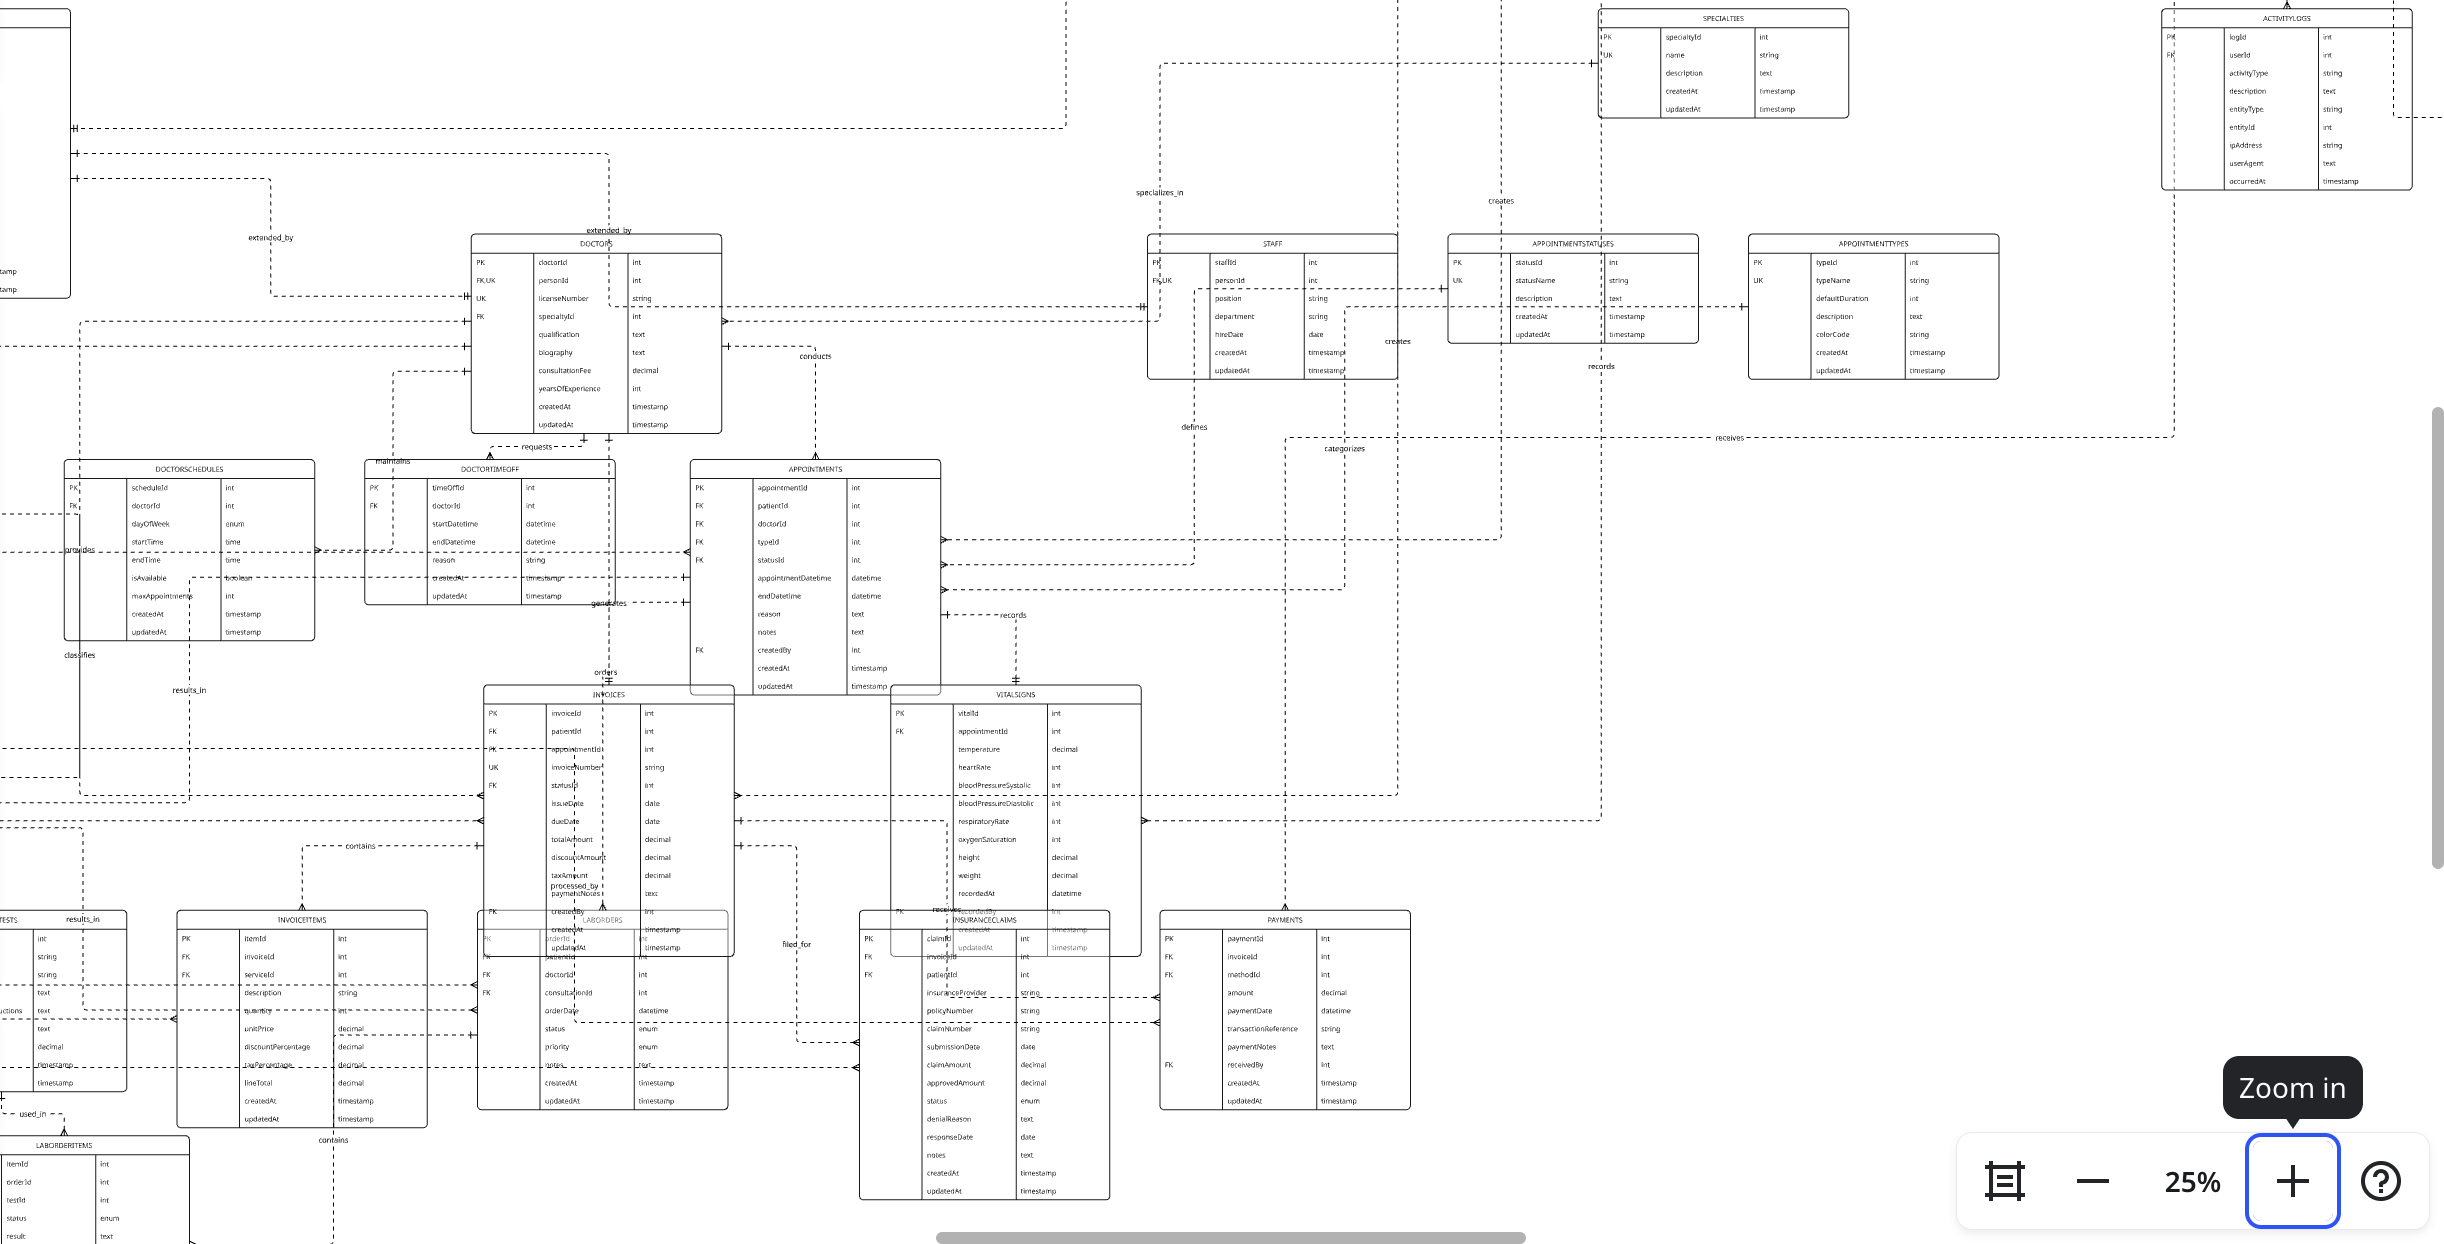 SPECIALTIES
PK specialtyId int
UK name string
description text
createdAt timestamp
updatedAt timestamp
ACTIVITYLOGS
PK logId int
FK userId int
activityType string
description text
entityType string
entityId int
ipAddress string
userAgent text
occurredAt timestamp
tamp
tamp
specializes_in
creates
extended_by
extended_by
DOCTORS
PK doctorId int
FK,UK personId int
UK licenseNumber string
FK specialtyId int
qualification text
biography text
consultationFee decimal
yearsOfExperience int
createdAt timestamp
updatedAt timestamp
STAFF
PK staffId int
FK,UK personId int
position string
department string
hireDate date
createdAt timestamp
updatedAt timestamp
APPOINTMENTSTATUSES
PK statusId int
UK statusName string
description text
createdAt timestamp
updatedAt timestamp
APPOINTMENTTYPES
PK typeId int
UK typeName string
defaultDuration int
description text
colorCode string
createdAt timestamp
updatedAt timestamp
conducts
creates
records
requests
maintains
defines
categorizes
receives
DOCTORSCHEDULES
PK scheduleId int
FK doctorId int
dayOfWeek enum
startTime time
endTime time
isAvailable boolean
maxAppointments int
createdAt timestamp
updatedAt timestamp
provides
DOCTORTIMEOFF
PK timeOffId int
FK doctorId int
startDatetime datetime
endDatetime datetime
reason string
createdAt timestamp
updatedAt timestamp
APPOINTMENTS
PK appointmentId int
FK patientId int
FK doctorId int
FK typeId int
FK statusId int
appointmentDatetime datetime
endDatetime datetime
reason text
notes text
FK createdBy int
createdAt timestamp
updatedAt timestamp
generates
records
classifies
results_in
orders
INVOICES
PK invoiceId int
FK patientId int
FK appointmentId int
UK invoiceNumber string
FK statusId int
issueDate date
dueDate date
totalAmount decimal
discountAmount decimal
taxAmount decimal
paymentNotes text
FK createdBy int
createdAt timestamp
updatedAt timestamp
processed_by
VITALSIGNS
PK vitalId int
FK appointmentId int
temperature decimal
heartRate int
bloodPressureSystolic int
bloodPressureDiastolic int
respiratoryRate int
oxygenSaturation int
height decimal
weight decimal
recordedAt datetime
FK recordedBy int
createdAt timestamp
updatedAt timestamp
contains
receives
filed_for
TESTS
results_in
int
string
string
text
uctions text
text
decimal
timestamp
timestamp
INVOICEITEMS
PK itemId int
FK invoiceId int
FK serviceId int
description string
quantity int
unitPrice decimal
discountPercentage decimal
taxPercentage decimal
lineTotal decimal
createdAt timestamp
updatedAt timestamp
LABORDERS
PK orderId int
FK patientId int
FK doctorId int
FK consultationId int
orderDate datetime
status enum
priority enum
notes text
createdAt timestamp
updatedAt timestamp
INSURANCECLAIMS
PK claimId int
FK invoiceId int
FK patientId int
insuranceProvider string
policyNumber string
claimNumber string
submissionDate date
claimAmount decimal
approvedAmount decimal
status enum
denialReason text
responseDate date
notes text
createdAt timestamp
updatedAt timestamp
PAYMENTS
PK paymentId int
FK invoiceId int
FK methodId int
amount decimal
paymentDate datetime
transactionReference string
paymentNotes text
FK receivedBy int
createdAt timestamp
updatedAt timestamp
used_in
contains
LABORDERITEMS
itemId int
orderId int
testId int
status enum
result text
Zoom in
25%